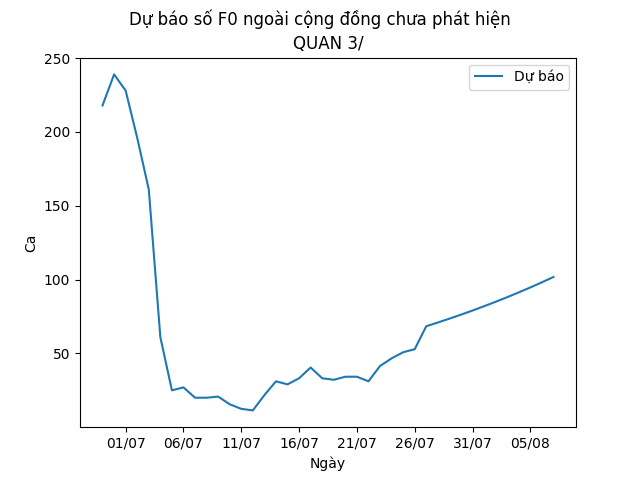 Dự báo số F0 ngoài cộng đồng chưa phát hiện
QUAN 3/
Dự báo
250
200
150
100
50
Ca
01/07 06/07 11/07 16/07 21/07 26/07 31/07 05/08
Ngày